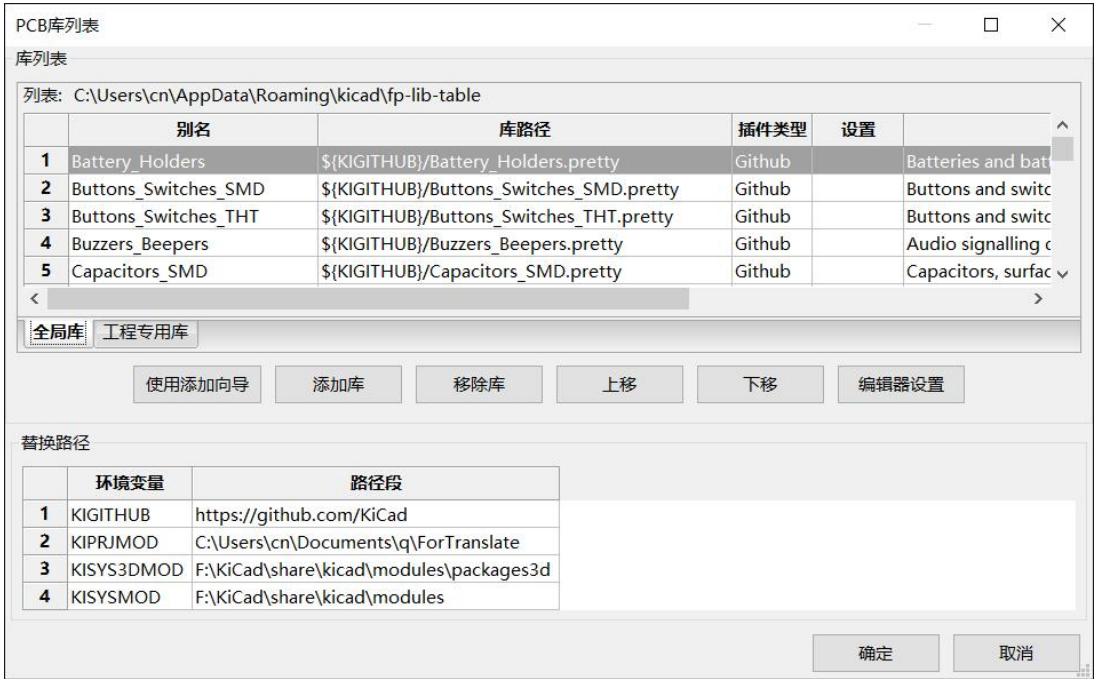 PCB库列表
库列表
列表: C:\Users\cn\AppData\Roaming\kicad\fp-lib-table
别名 库路径 插件类型 设置
1 Battery_Holders ${KIGITHUB}/Battery_Holders.pretty Github Batteries and batt
2 Buttons_Switches_SMD ${KIGITHUB}/Buttons_Switches_SMD.pretty Github Buttons and switc
3 Buttons_Switches_THT ${KIGITHUB}/Buttons_Switches_THT.pretty Github Buttons and switc
4 Buzzers_Beepers ${KIGITHUB}/Buzzers_Beepers.pretty Github Audio signalling
5 Capacitors_SMD ${KIGITHUB}/Capacitors_SMD.pretty Github Capacitors, surfac
全局库 工程专用库
使用添加向导 添加库 移除库 上移 下移 编辑器设置
替换路径
环境变量 路径段
1 KIGITHUB https://github.com/KiCad
2 KIPRJMOD C:\Users\cn\Documents\q\ForTranslate
3 KISYS3DMOD F:\KiCad\share\kicad\modules\packages3d
4 KISYSMOD F:\KiCad\share\kicad\modules
确定 取消